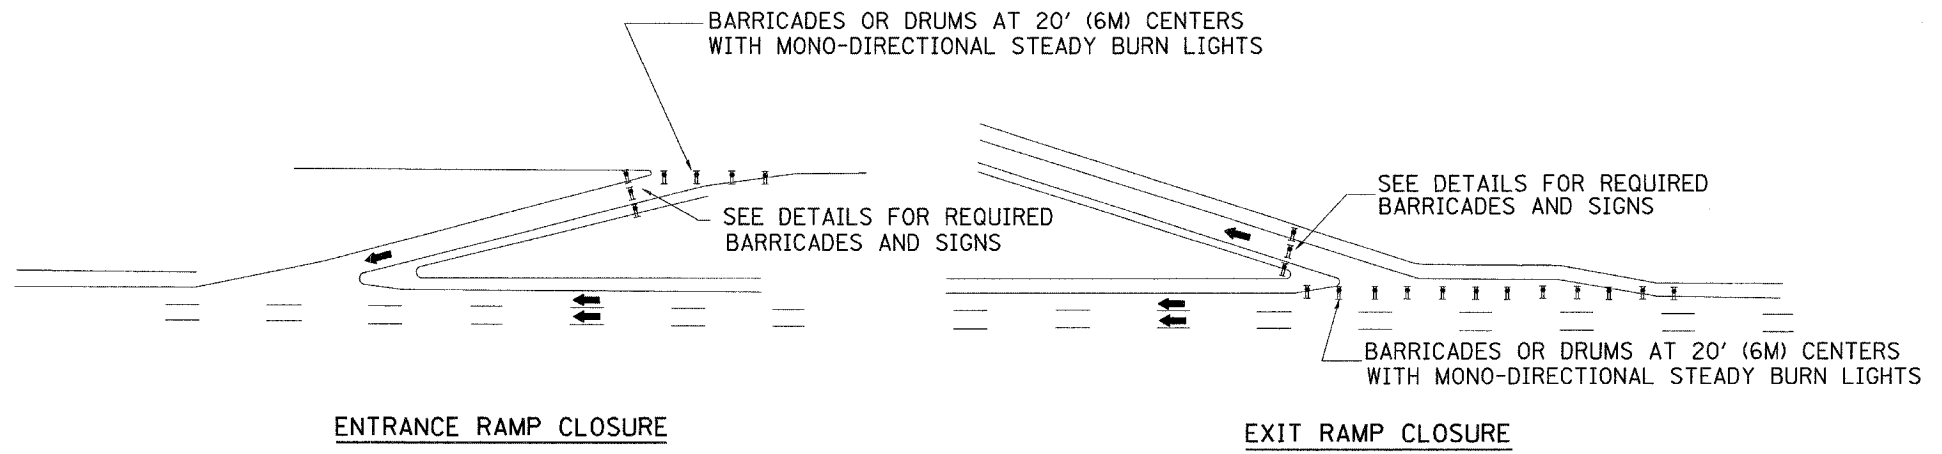 BARRICADES OR DRUMS AT 20' (6M) CENTERS
WITH MONO-DIRECTIONAL STEADY BURN LIGHTS
SEE DETAILS FOR REQUIRED
BARRICADES AND SIGNS
ENTRANCE RAMP CLOSURE
SEE DETAILS FOR REQUIRED
BARRICADES AND SIGNS
BARRICADES OR DRUMS AT 20' (6M) CENTERS
WITH MONO-DIRECTIONAL STEADY BURN LIGHTS
EXIT RAMP CLOSURE